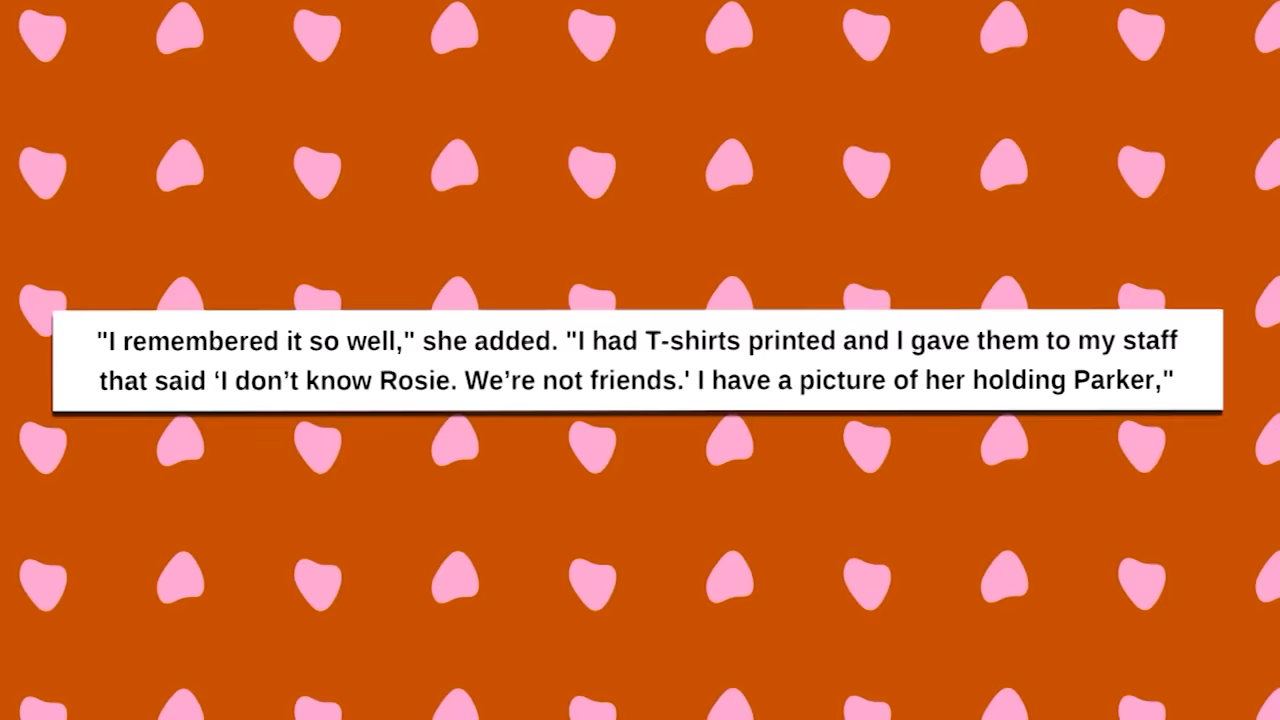 "I remembered it so well," she added. "I had T-shirts printed and I gave them to my staff
that said ‘I don’t know Rosie. We’re not friends.' I have a picture of her holding Parker,"